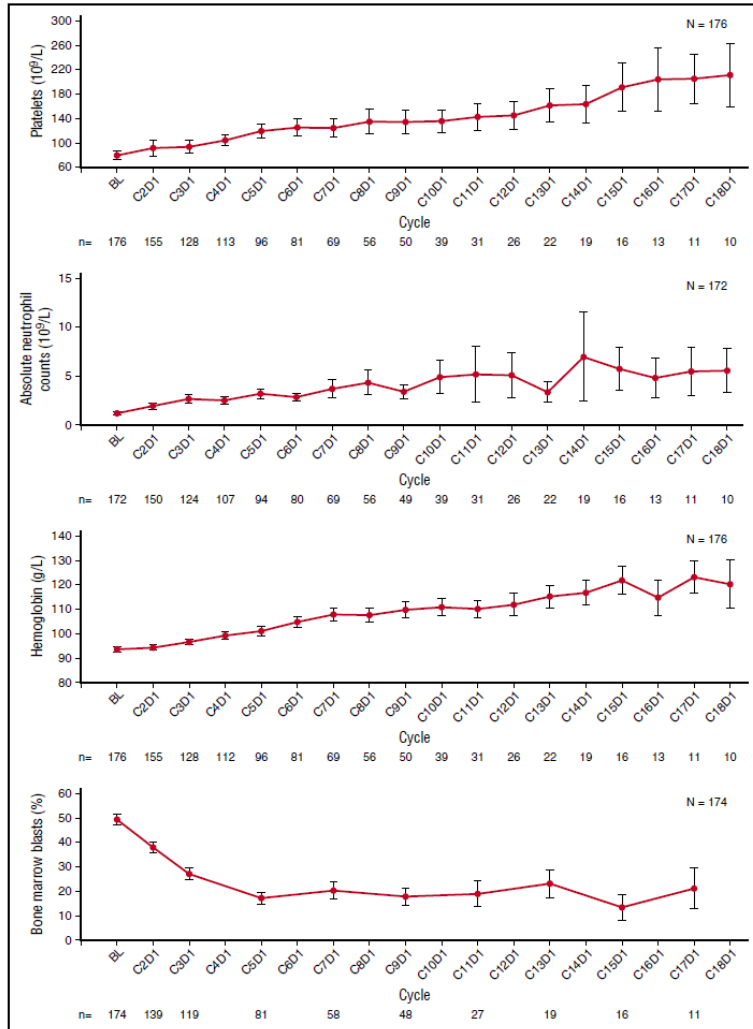 300
N = 176
260
220
180
140
100
60
Platelets (10⁹/L)
BL C2D1 C3D1 C4D1 C5D1 C6D1 C7D1 C8D1 C9D1 C10D1 C11D1 C12D1 C13D1 C14D1 C15D1 C16D1 C17D1 C18D1
Cycle
n= 176 155 128 113 96 81 69 56 50 39 31 26 22 19 16 13 11 10
15
N = 172
10
5
0
Absolute neutrophil
counts (10⁹/L)
BL C2D1 C3D1 C4D1 C5D1 C6D1 C7D1 C8D1 C9D1 C10D1 C11D1 C12D1 C13D1 C14D1 C15D1 C16D1 C17D1 C18D1
Cycle
n= 172 150 124 107 94 80 69 56 49 39 31 26 22 19 16 13 11 10
140
N = 176
130
120
110
100
90
80
Hemoglobin (g/L)
BL C2D1 C3D1 C4D1 C5D1 C6D1 C7D1 C8D1 C9D1 C10D1 C11D1 C12D1 C13D1 C14D1 C15D1 C16D1 C17D1 C18D1
Cycle
n= 176 155 128 112 96 81 69 56 50 39 31 26 22 19 16 13 11 10
60
N = 174
50
40
30
20
10
0
Bone marrow blasts (%)
BL C2D1 C3D1 C4D1 C5D1 C6D1 C7D1 C8D1 C9D1 C10D1 C11D1 C12D1 C13D1 C14D1 C15D1 C16D1 C17D1 C18D1
Cycle
n= 174 139 119 81 58 48 27 19 16 11